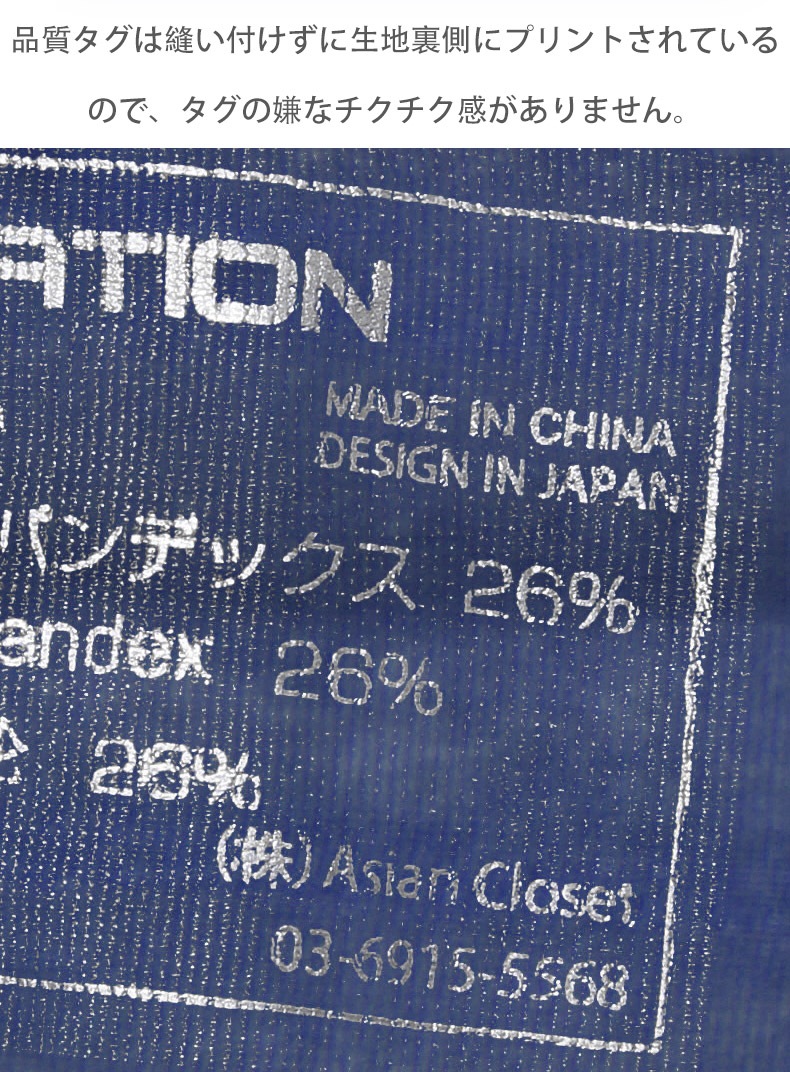 品質タグは縫い付けずに生地裏側にプリントされている
ので、タグの嫌なチクチク感がありません。
ATION
MADE IN CHINA
DESIGN IN JAPAN
パンデックス 26%
andex 26%
26%
(株) Asian Closet
03-6915-5568